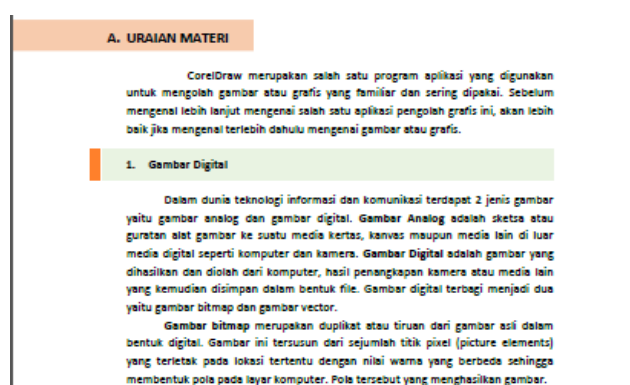 A. URAIAN MATERI
CorelDraw merupakan salah satu program aplikasi yang digunakan
untuk mengolah gambar atau grafis yang familiar dan sering dipakai. Sebelum
mengenal lebih lanjut mengenai salah satu aplikasi pengolah grafis ini, akan lebih
baik jika mengenal terlebih dahulu mengenai gambar atau grafis.
1. Gambar Digital
Dalam dunia teknologi informasi dan komunikasi terdapat 2 jenis gambar
yaitu gambar analog dan gambar digital. Gambar Analog adalah sketsa atau
guratan alat gambar ke suatu media kertas, kanvas maupun media lain di luar
media digital seperti komputer dan kamera. Gambar Digital adalah gambar yang
dihasilkan dan diolah dari komputer, hasil penangkapan kamera atau media lain
yang kemudian disimpan dalam bentuk file. Gambar digital terbagi menjadi dua
yaitu gambar bitmap dan gambar vector.
Gambar bitmap merupakan duplikat atau tiruan dari gambar asli dalam
bentuk digital. Gambar ini tersusun dari sejumlah titik pixel (picture elements)
yang terletak pada lokasi tertentu dengan nilai warna yang berbeda sehingga
membentuk pola pada layar komputer. Pola tersebut yang menghasilkan gambar.